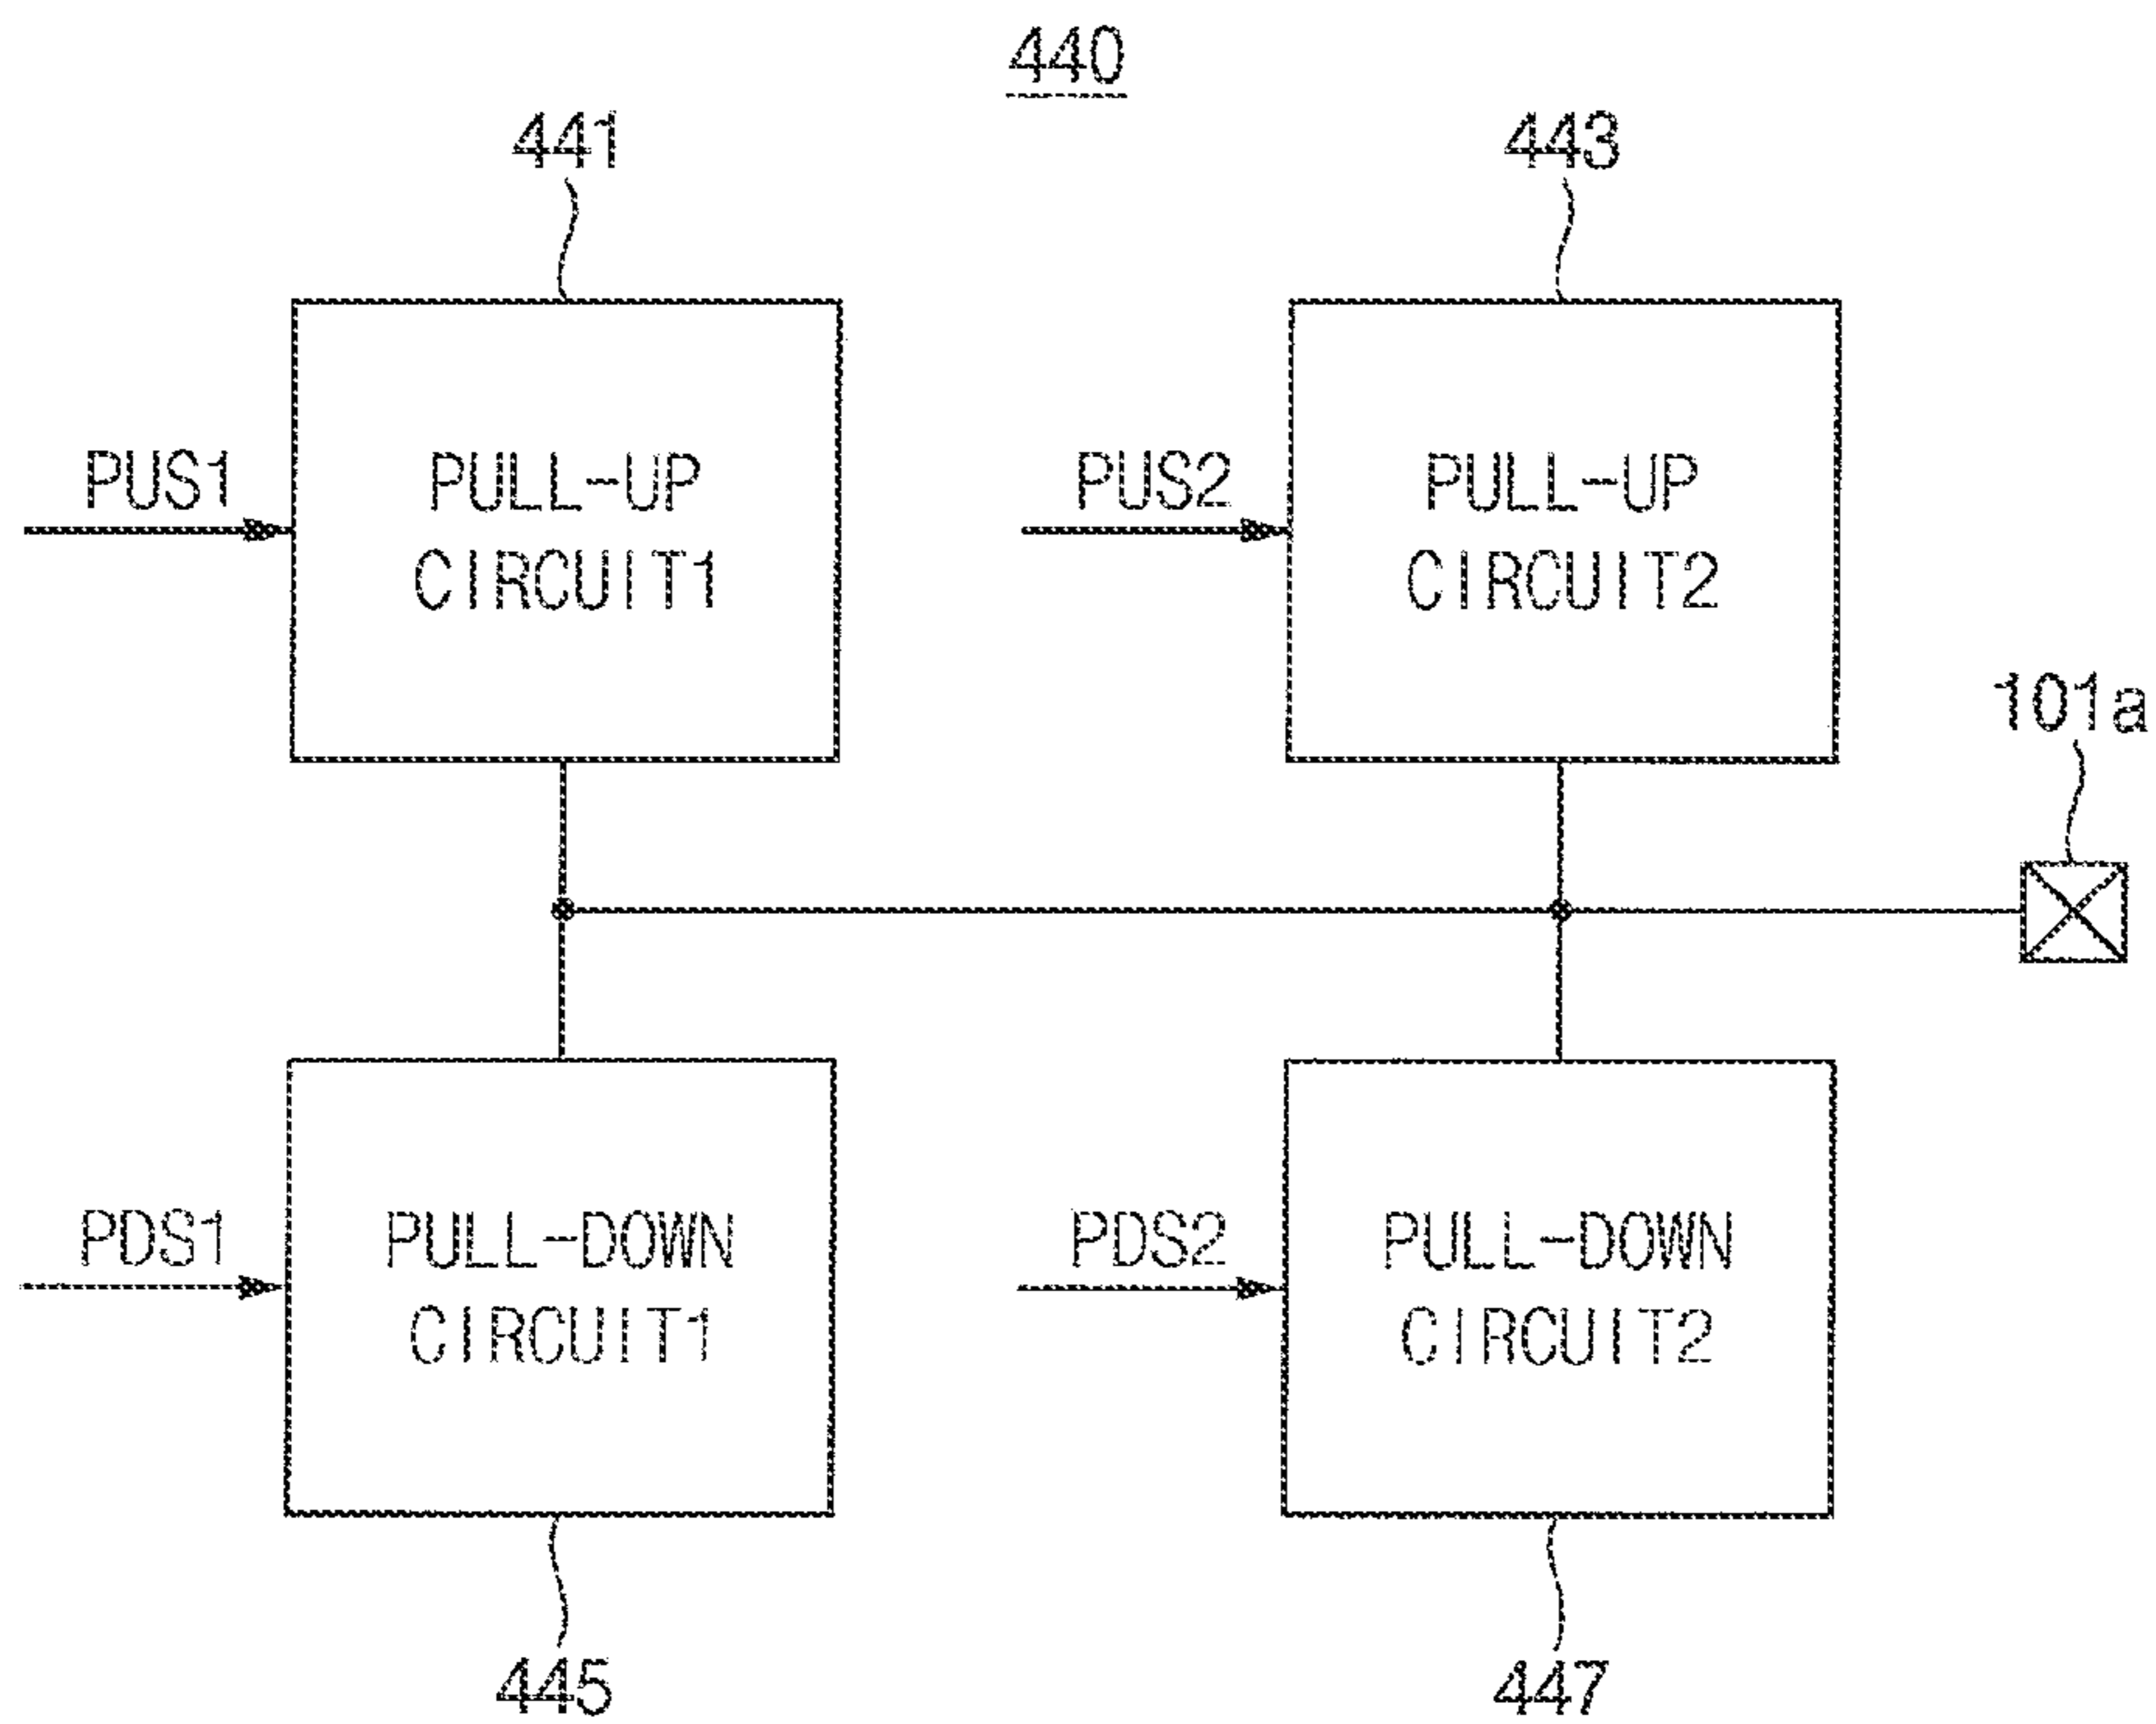 440
441
443
PUS1
PULL-UP
CIRCUIT1
PUS2
PULL-UP
CIRCUIT2
101a
PDS1
PULL-DOWN
CIRCUIT1
PDS2
PULL-DOWN
CIRCUIT2
445
447